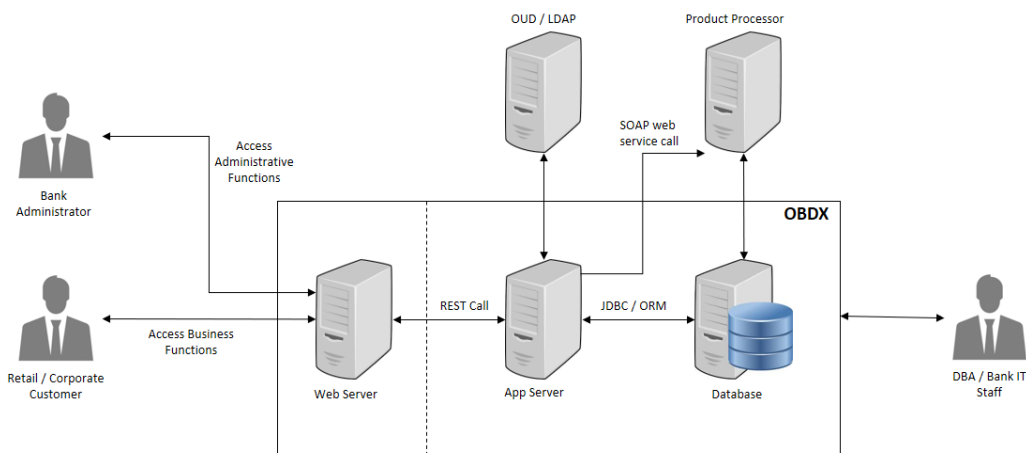 OUD / LDAP
Product Processor
SOAP web
service call
Access
Administrative
Functions
Bank
Administrator
OBDX
REST Call
JDBC / ORM
Access Business
Functions
Retail / Corporate
Customer
Web Server
App Server
Database
DBA / Bank IT
Staff